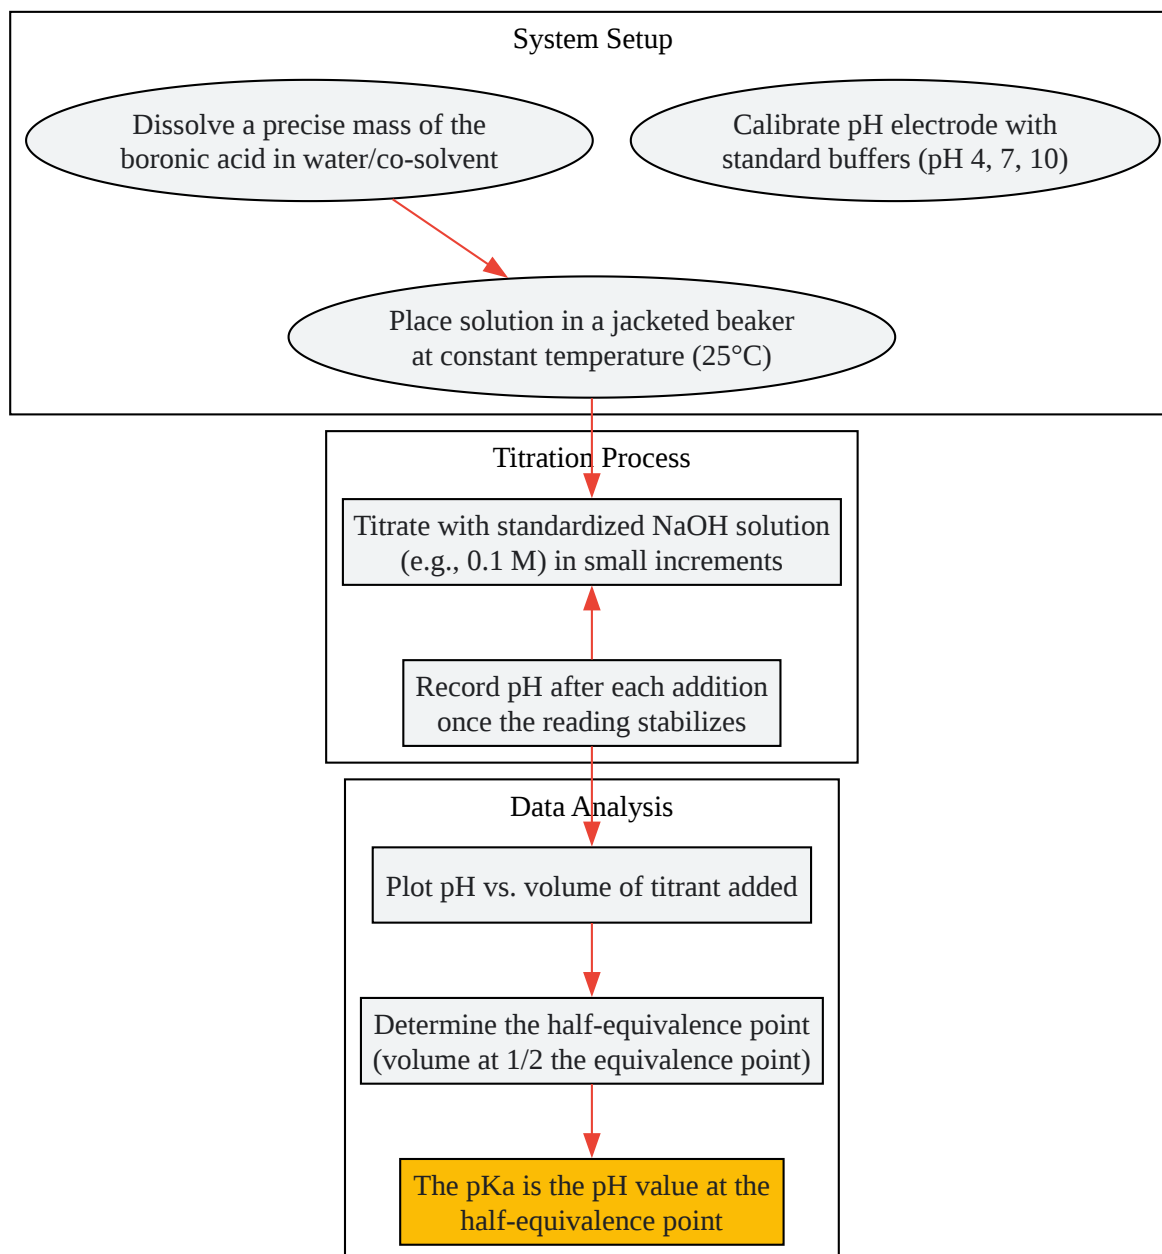 System Setup
Dissolve a precise mass of the
boronic acid in water/co-solvent
Calibrate pH electrode with
standard buffers (pH 4, 7, 10)
Place solution in a jacketed beaker
at constant temperature (25°C)
Titration Process
Titrate with standardized NaOH solution
(e.g., 0.1 M) in small increments
Record pH after each addition
once the reading stabilizes
Data Analysis
Plot pH vs. volume of titrant added
Determine the half-equivalence point
(volume at 1/2 the equivalence point)
The pKa is the pH value at the
half-equivalence point